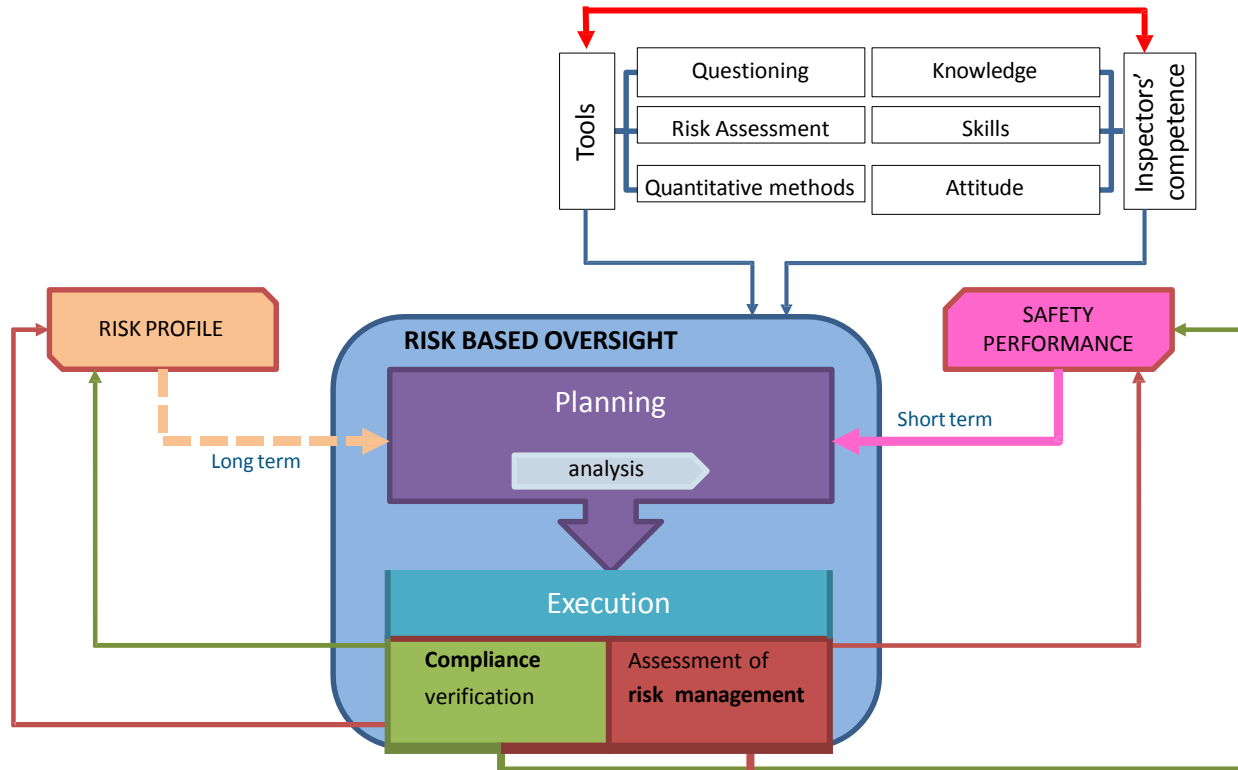 Tools
Questioning
Knowledge
Risk Assessment
Skills
Quantitative methods
Attitude
Inspectors'
competence
RISK PROFILE
SAFETY
PERFORMANCE
RISK BASED OVERSIGHT
Planning
analysis
Long term
Short term
Execution
Compliance
verification
Assessment of
risk management